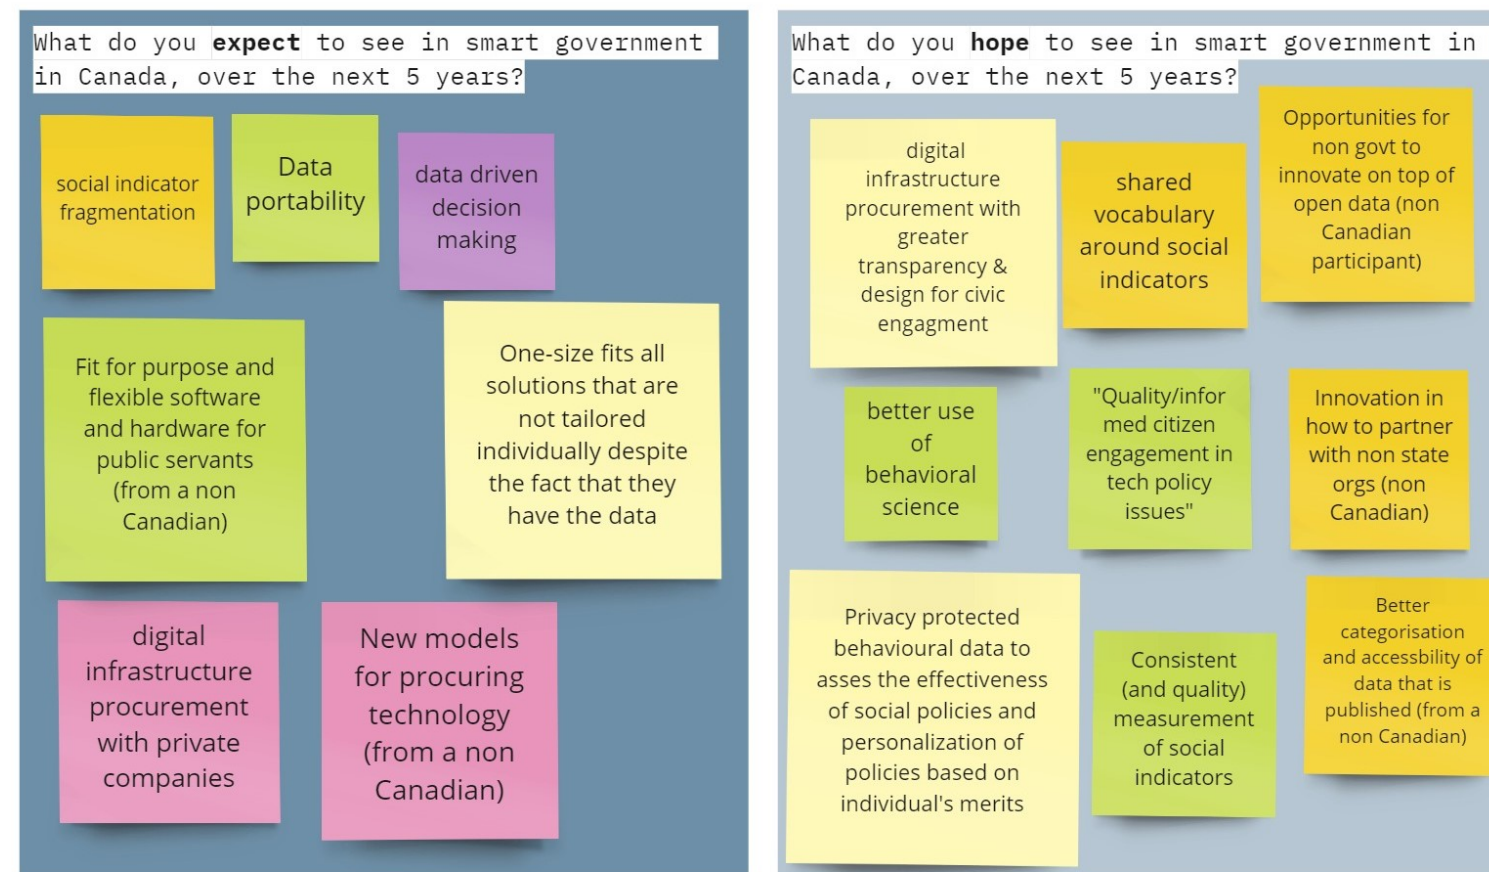 What do you expect to see in smart government
in Canada, over the next 5 years?
social indicator
fragmentation
Data
portability
data driven
decision
making
Fit for purpose and
flexible software
and hardware for
public servants
(from a non
Canadian)
One-size fits all
solutions that are
not tailored
individually despite
the fact that they
have the data
digital
infrastructure
procurement
with private
companies
New models
for procuring
technology
(from a non
Canadian)
What do you hope to see in smart government in
Canada, over the next 5 years?
digital
infrastructure
procurement with
greater
transparency &
design for civic
engagment
shared
vocabulary
around social
indicators
Opportunities for
non govt to
innovate on top of
open data (non
Canadian
participant)
better use
of
behavioral
science
"Quality/infor
med citizen
engagement in
tech policy
issues"
Innovation in
how to partner
with non state
orgs (non
Canadian)
Privacy protected
behavioural data to
asses the effectiveness
of social policies and
personalization of
policies based on
individual's merits
Consistent
(and quality)
measurement
of social
indicators
Better
categorisation
and accessbility of
data that is
published (from a
non Canadian)